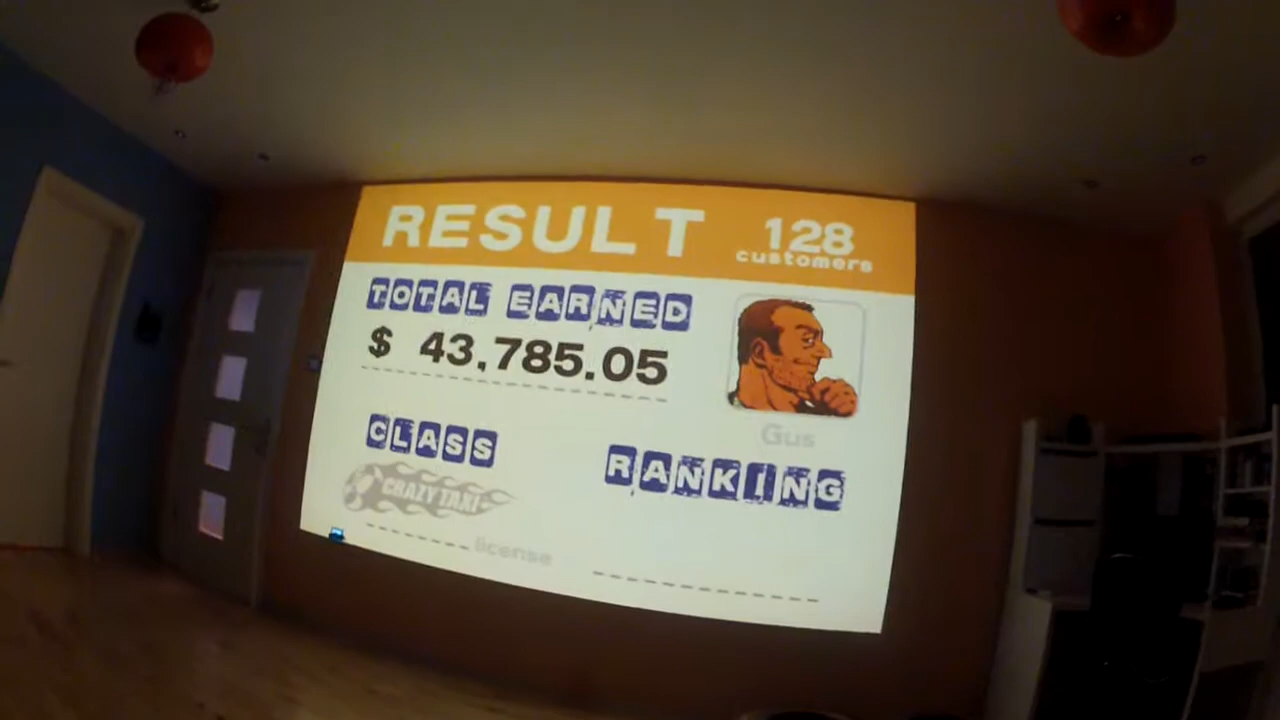 RESULT
128
customers
TOTAL EARNED
$ 43,785.05
Gus
CLASS
RANKING
CRAZY TAXI
license